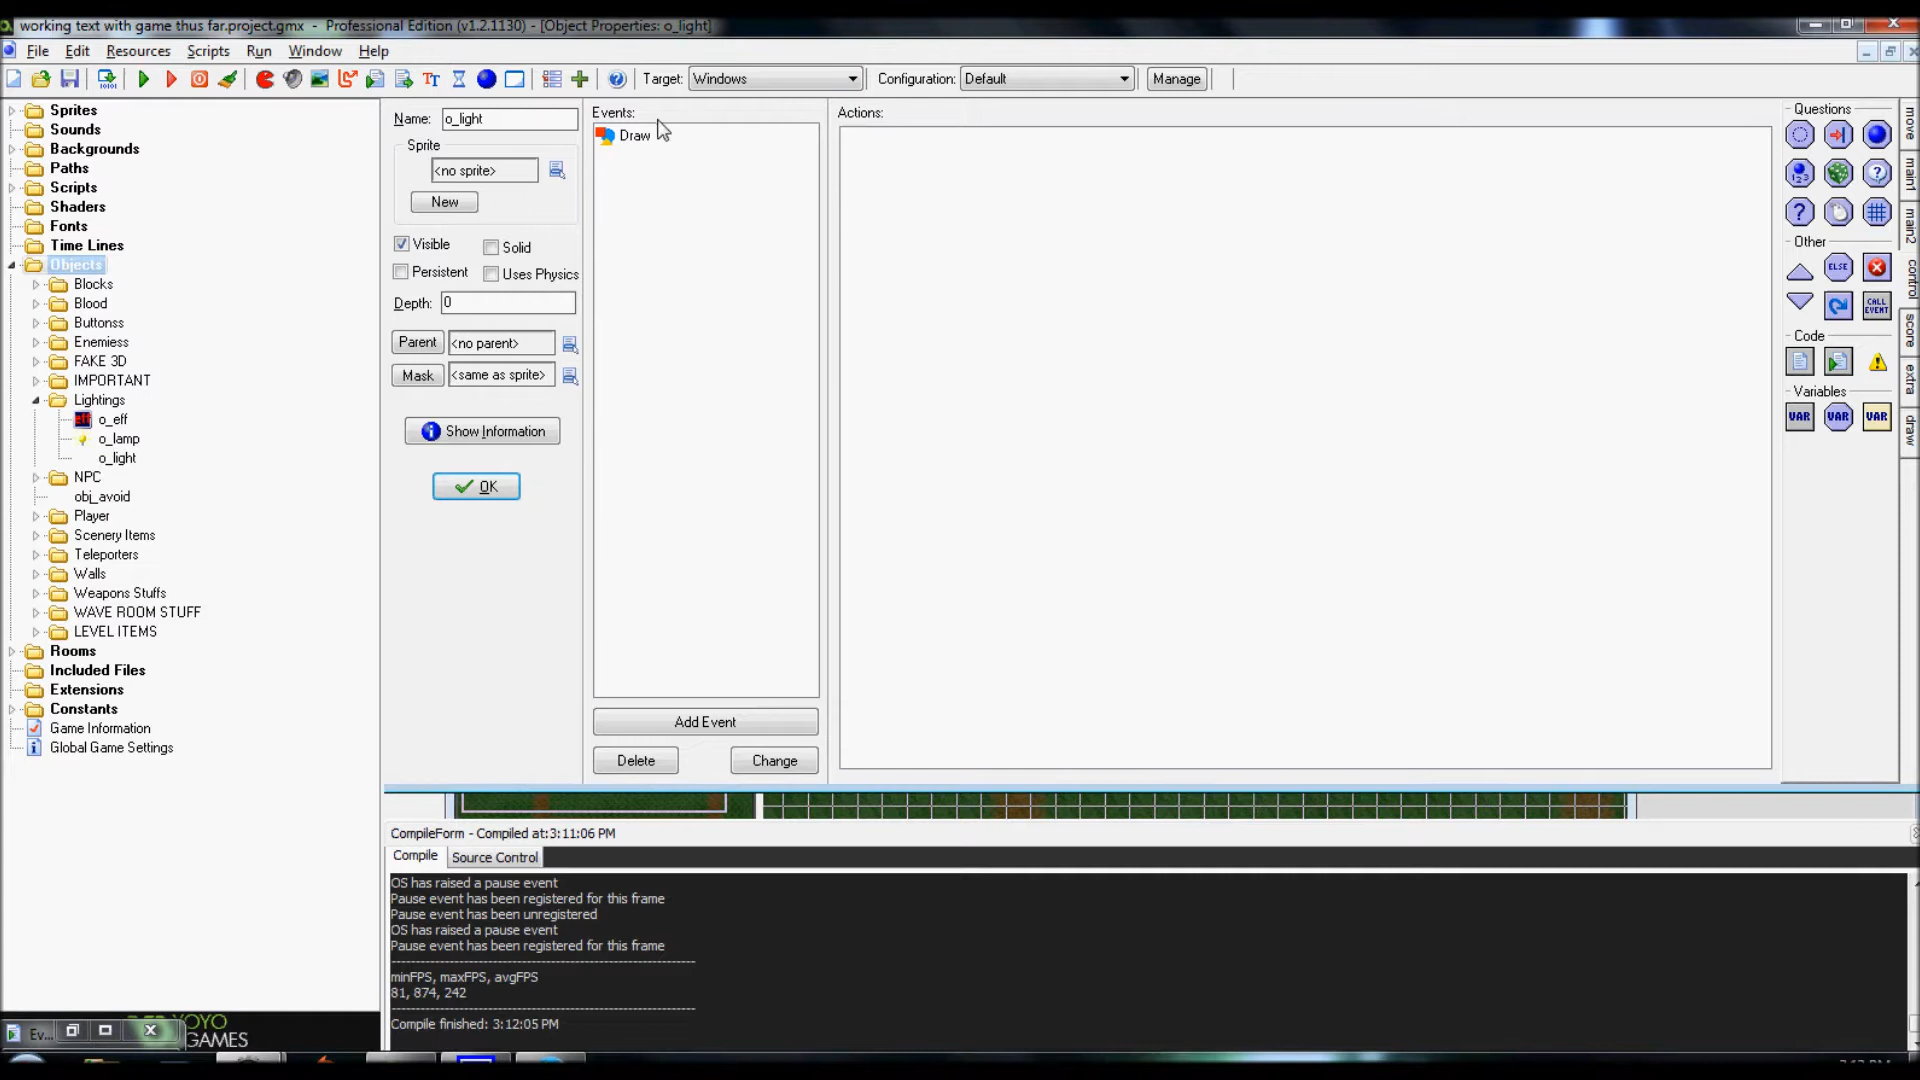 working text with game thus far.project.gmx - Professional Edition (v1.2.1130) - [Object Properties: o_light]
File Edit Resources Scripts Run Window Help
Target: Windows Configuration: Default Manage
Sprites
Sounds
Backgrounds
Paths
Scripts
Shaders
Fonts
Time Lines
Objects
Blocks
Blood
Buttonss
Enemiess
FAKE 3D
IMPORTANT
Lightings
o_eff
o_lamp
o_light
NPC
obj_avoid
Player
Scenery Items
Teleporters
Walls
Weapons Stuffs
WAVE ROOM STUFF
LEVEL ITEMS
Rooms
Included Files
Extensions
Constants
Game Information
Global Game Settings
Name: o_light
Sprite
<no sprite>
New
Visible Solid
Persistent Uses Physics
Depth: 0
Parent <no parent>
Mask <same as sprite>
Show Information
OK
Events:
Draw
Add Event
Delete Change
Actions:
Questions
Other
ELSE
CALL EVENT
Code
Variables
VAR VAR VAR
move
main1
main2
control
score
extra
draw
CompileForm - Compiled at:3:11:06 PM
Compile Source Control
OS has raised a pause event
Pause event has been registered for this frame
Pause event has been unregistered
OS has raised a pause event
Pause event has been registered for this frame
minFPS, maxFPS, avgFPS
81, 874, 242
Compile finished: 3:12:05 PM
Ev...
YOYO
GAMES